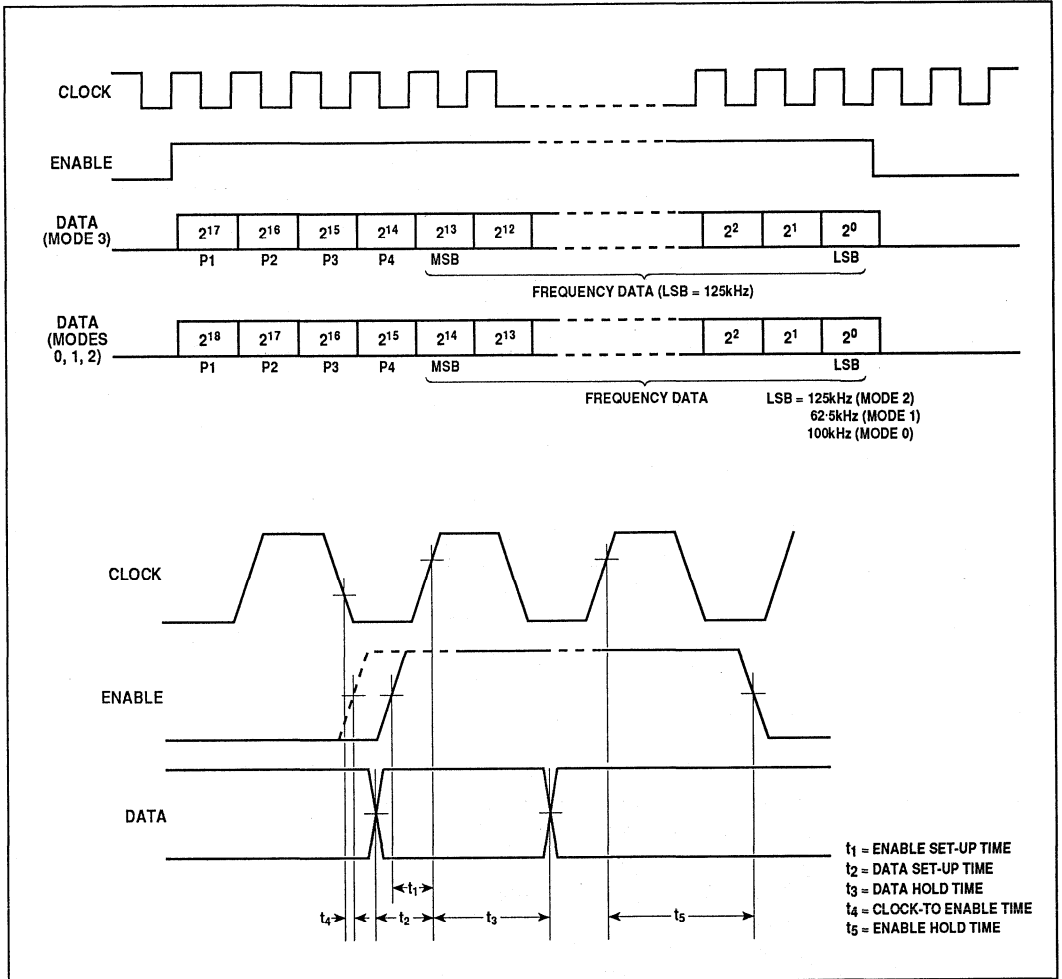 CLOCK
ENABLE
DATA
(MODE 3)
2¹⁷ 2¹⁶ 2¹⁵ 2¹⁴ 2¹³ 2¹² 2² 2¹ 2⁰
P1 P2 P3 P4 MSB LSB
FREQUENCY DATA (LSB = 125kHz)
DATA
(MODES
0, 1, 2)
2¹⁸ 2¹⁷ 2¹⁶ 2¹⁵ 2¹⁴ 2¹³ 2² 2¹ 2⁰
P1 P2 P3 P4 MSB LSB
FREQUENCY DATA LSB = 125kHz (MODE 2)
62·5kHz (MODE 1)
100kHz (MODE 0)
CLOCK
ENABLE
DATA
t₁
t₄ t₂ t₃ t₅
t₁ = ENABLE SET-UP TIME
t₂ = DATA SET-UP TIME
t₃ = DATA HOLD TIME
t₄ = CLOCK-TO ENABLE TIME
t₅ = ENABLE HOLD TIME